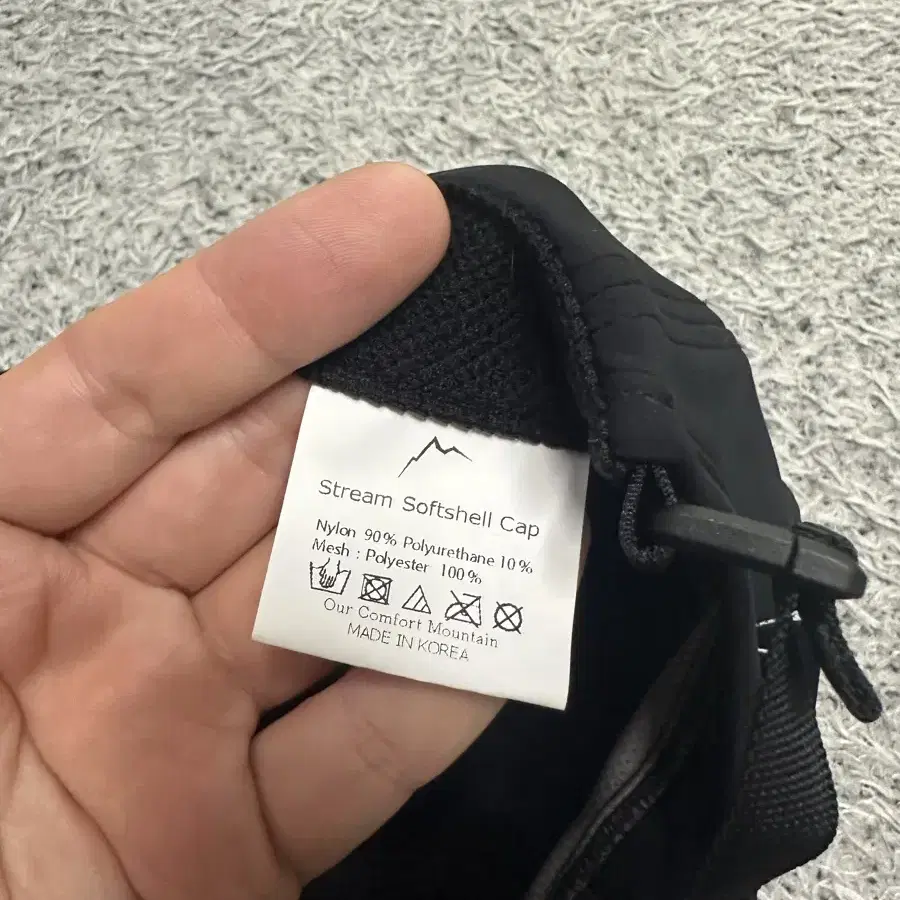 Stream Softshell Cap
Nylon 90% Polyurethane 10%
Mesh : Polyester 100%
Our Comfort Mountain
MADE IN KOREA